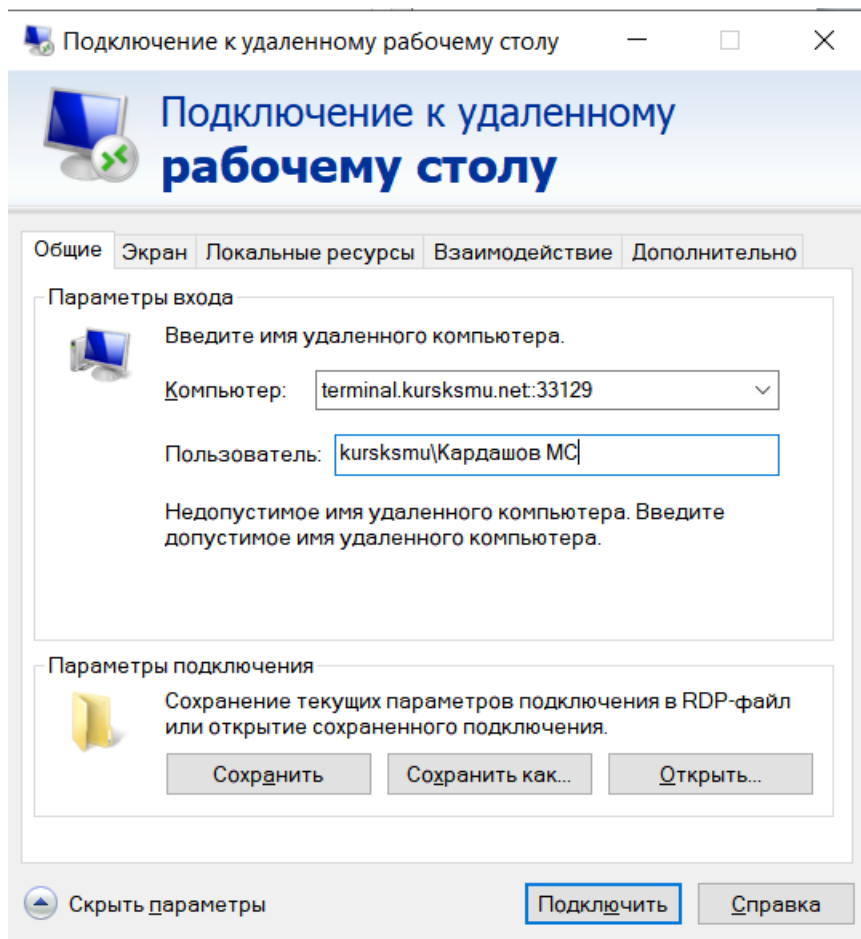 Подключение к удаленному рабочему столу
Подключение к удаленному
рабочему столу
Общие Экран Локальные ресурсы Взаимодействие Дополнительно
Параметры входа
Введите имя удаленного компьютера.
Компьютер: terminal.kursksmu.net::33129
Пользователь: kursksmu\Кардашов МС
Недопустимое имя удаленного компьютера. Введите
допустимое имя удаленного компьютера.
Параметры подключения
Сохранение текущих параметров подключения в RDP-файл
или открытие сохраненного подключения.
Сохранить Сохранить как... Открыть...
Скрыть параметры Подключить Справка